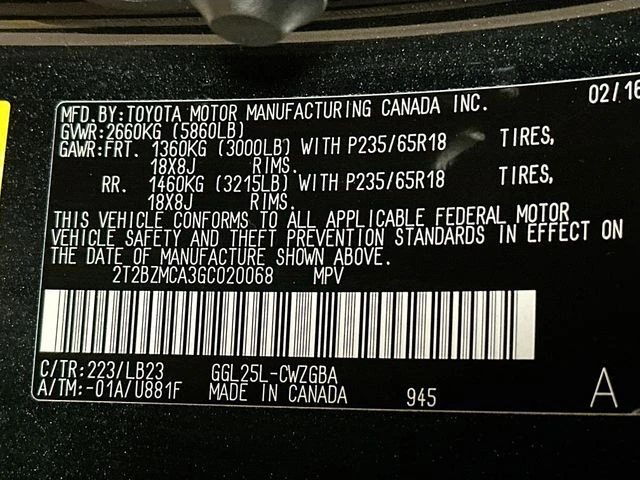 MFD.BY:TOYOTA MOTOR MANUFACTURING CANADA INC. 02/16
GVWR:2660KG (5860LB)
GAWR:FRT. 1360KG (3000LB) WITH P235/65R18 TIRES,
18X8J RIMS.
RR. 1460KG (3215LB) WITH P235/65R18 TIRES,
18X8J RIMS.
THIS VEHICLE CONFORMS TO ALL APPLICABLE FEDERAL MOTOR
VEHICLE SAFETY AND THEFT PREVENTION STANDARDS IN EFFECT ON
THE DATE OF MANUFACTURE SHOWN ABOVE.
2T2BZMCA3GC020068 MPV
C/TR:223/LB23 GGL25L-CWZGBA
A/TM:-01A/U881F MADE IN CANADA 945 A